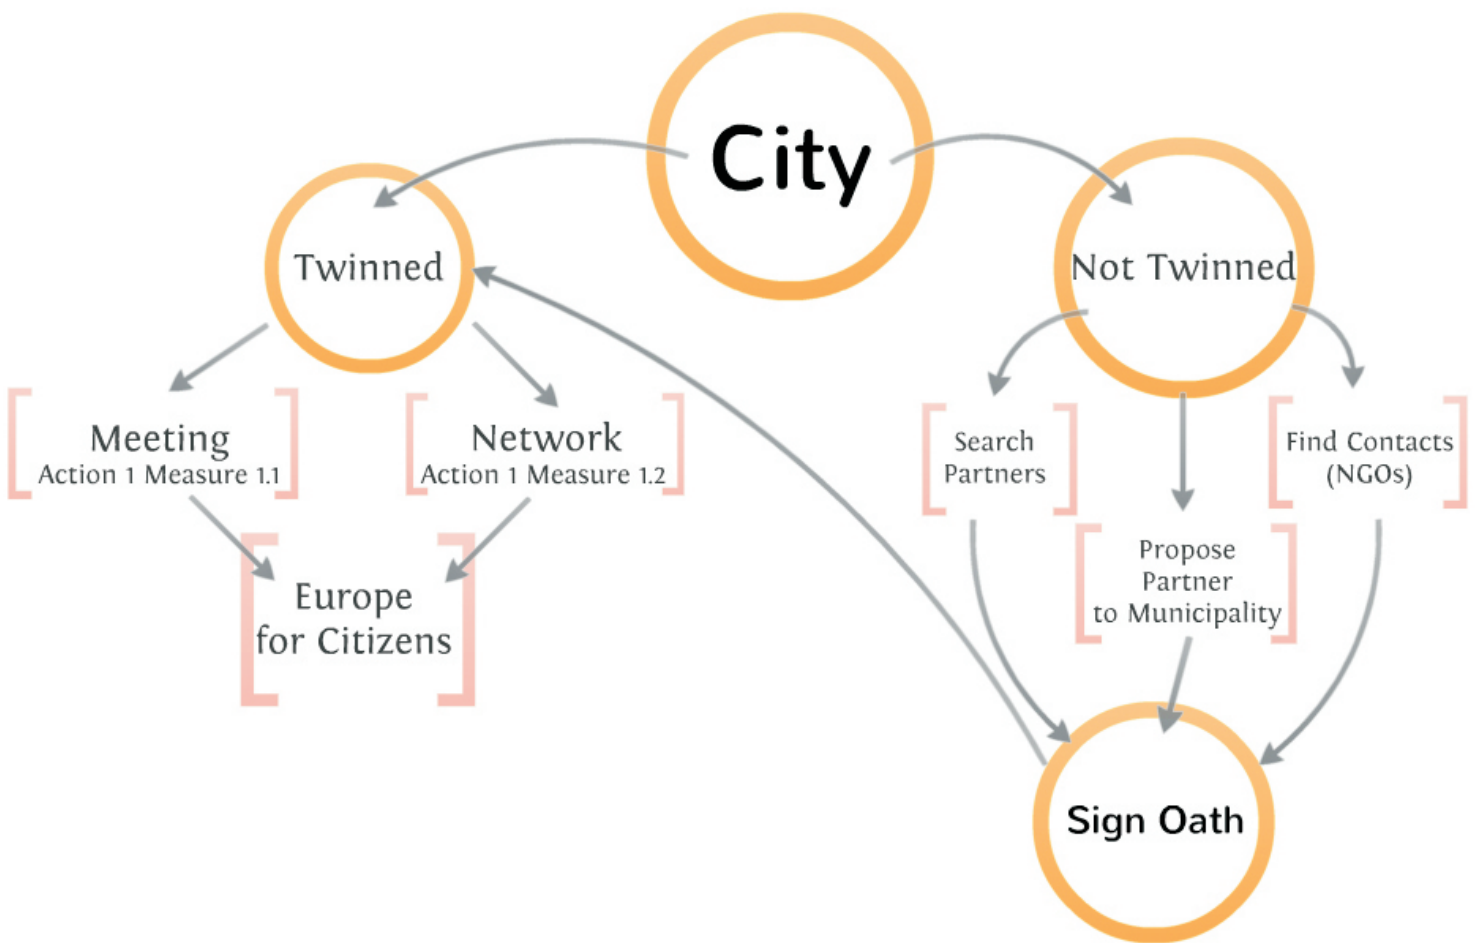 City
Twinned
Not Twinned
Meeting
Action 1 Measure 1.1
Network
Action 1 Measure 1.2
Europe
for Citizens
Search
Partners
Propose
Partner
to Municipality
Find Contacts
(NGOs)
Sign Oath